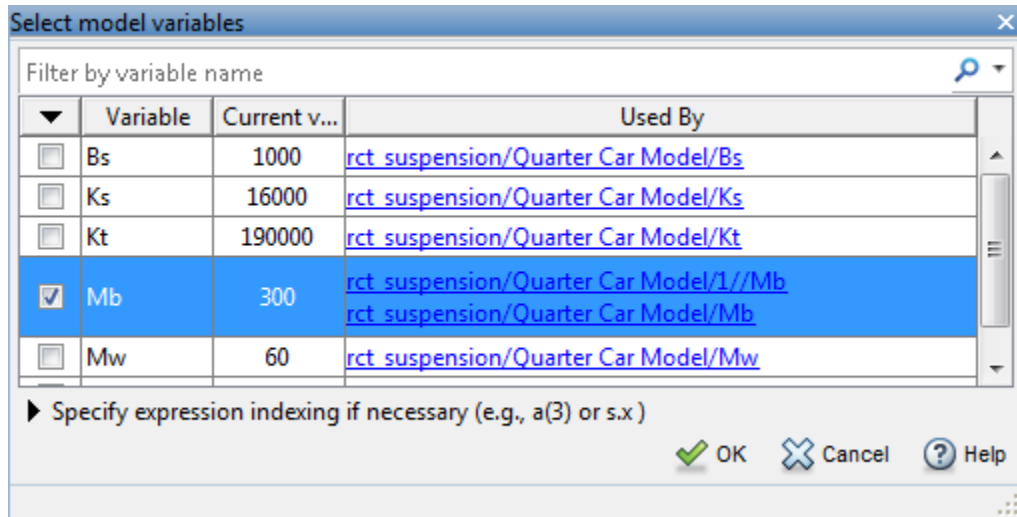 Select model variables
Filter by variable name
Variable Current v... Used By
Bs 1000 rct_suspension/Quarter Car Model/Bs
Ks 16000 rct_suspension/Quarter Car Model/Ks
Kt 190000 rct_suspension/Quarter Car Model/Kt
Mb 300 rct_suspension/Quarter Car Model/1//Mb
rct_suspension/Quarter Car Model/Mb
Mw 60 rct_suspension/Quarter Car Model/Mw
Specify expression indexing if necessary (e.g., a(3) or s.x )
OK Cancel Help